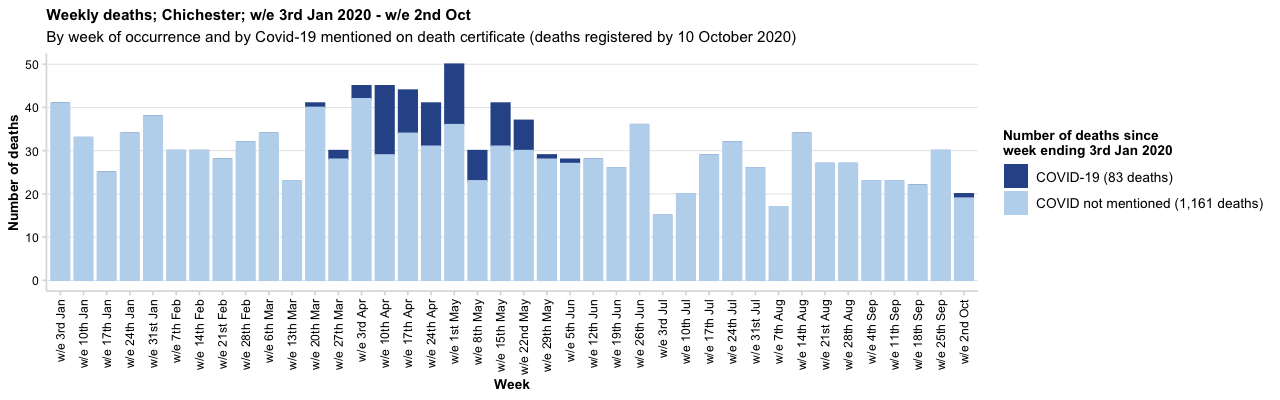 Weekly deaths; Chichester; w/e 3rd Jan 2020 - w/e 2nd Oct
By week of occurrence and by Covid-19 mentioned on death certificate (deaths registered by 10 October 2020)
Number of deaths
50
40
30
20
10
0
w/e 3rd Jan
w/e 10th Jan
w/e 17th Jan
w/e 24th Jan
w/e 31st Jan
w/e 7th Feb
w/e 14th Feb
w/e 21st Feb
w/e 28th Feb
w/e 6th Mar
w/e 13th Mar
w/e 20th Mar
w/e 27th Mar
w/e 3rd Apr
w/e 10th Apr
w/e 17th Apr
w/e 24th Apr
w/e 1st May
w/e 8th May
w/e 15th May
w/e 22nd May
w/e 29th May
w/e 5th Jun
w/e 12th Jun
w/e 19th Jun
w/e 26th Jun
w/e 3rd Jul
w/e 10th Jul
w/e 17th Jul
w/e 24th Jul
w/e 31st Jul
w/e 7th Aug
w/e 14th Aug
w/e 21st Aug
w/e 28th Aug
w/e 4th Sep
w/e 11th Sep
w/e 18th Sep
w/e 25th Sep
w/e 2nd Oct
Week
Number of deaths since
week ending 3rd Jan 2020
COVID-19 (83 deaths)
COVID not mentioned (1,161 deaths)